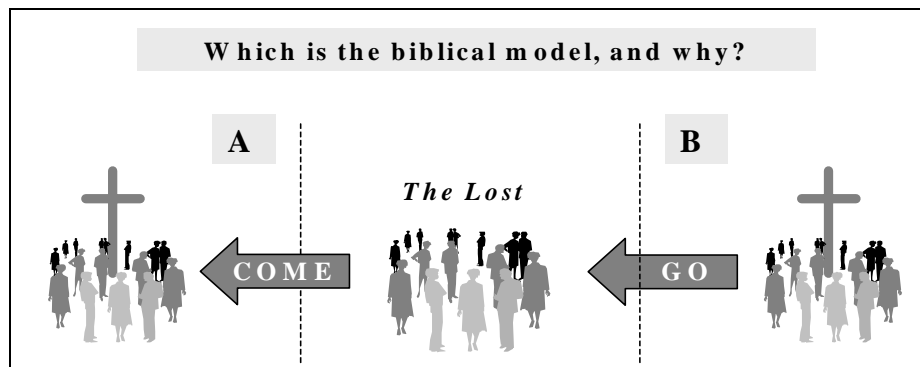 Which is the biblical model, and why?
A
B
The Lost
COME
GO